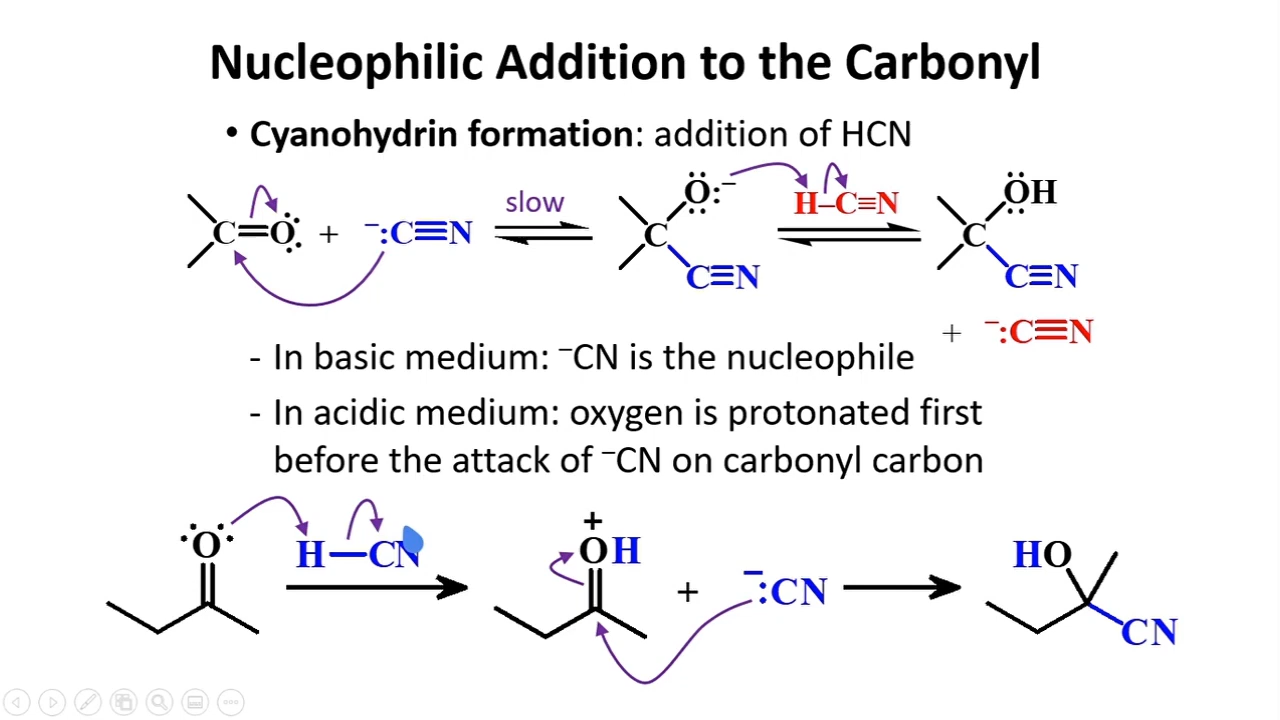 Nucleophilic Addition to the Carbonyl
• Cyanohydrin formation: addition of HCN
C=O + ⁻:C≡N slow O:⁻ C C≡N H–C≡N OH C C≡N
+ ⁻:C≡N
- In basic medium: ⁻CN is the nucleophile
- In acidic medium: oxygen is protonated first
before the attack of ⁻CN on carbonyl carbon
O H—CN + OH + ⁻:CN HO CN